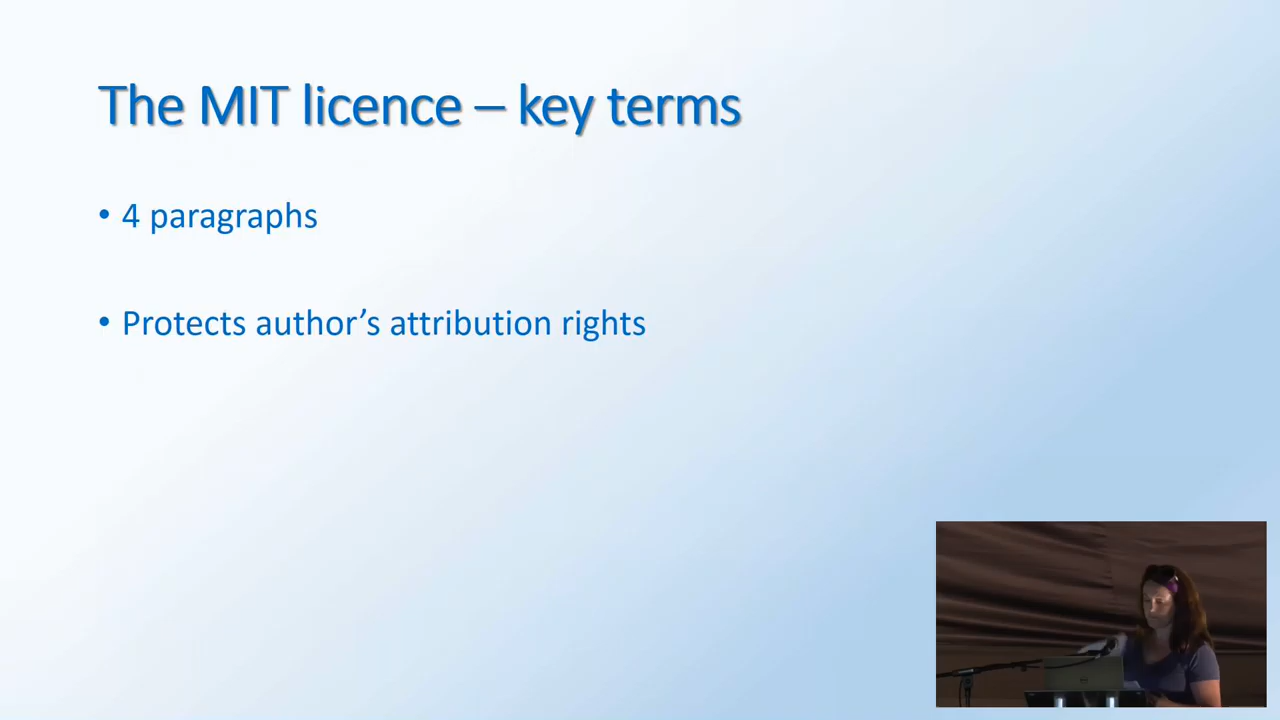 The MIT licence – key terms
• 4 paragraphs
• Protects author’s attribution rights